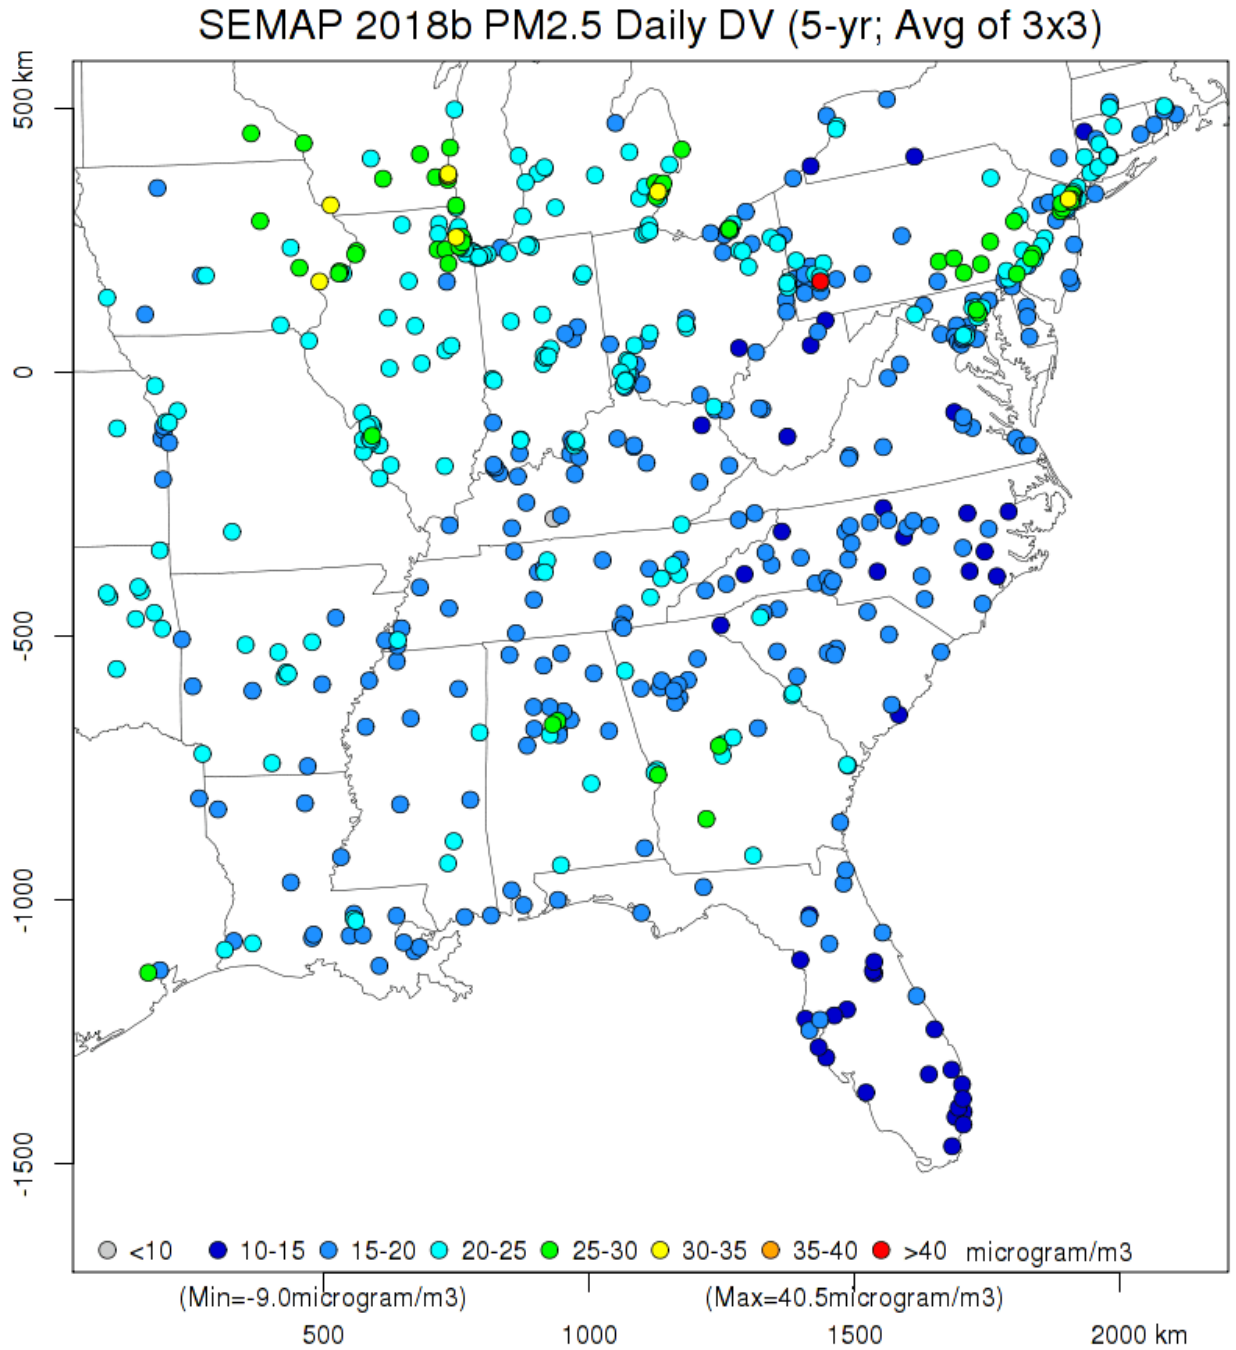 SEMAP 2018b PM2.5 Daily DV (5-yr; Avg of 3x3)
500 km
0
-500
-1000
-1500
<10 10-15 15-20 20-25 25-30 30-35 35-40 >40 microgram/m3
(Min=-9.0microgram/m3) (Max=40.5microgram/m3)
500 1000 1500 2000 km